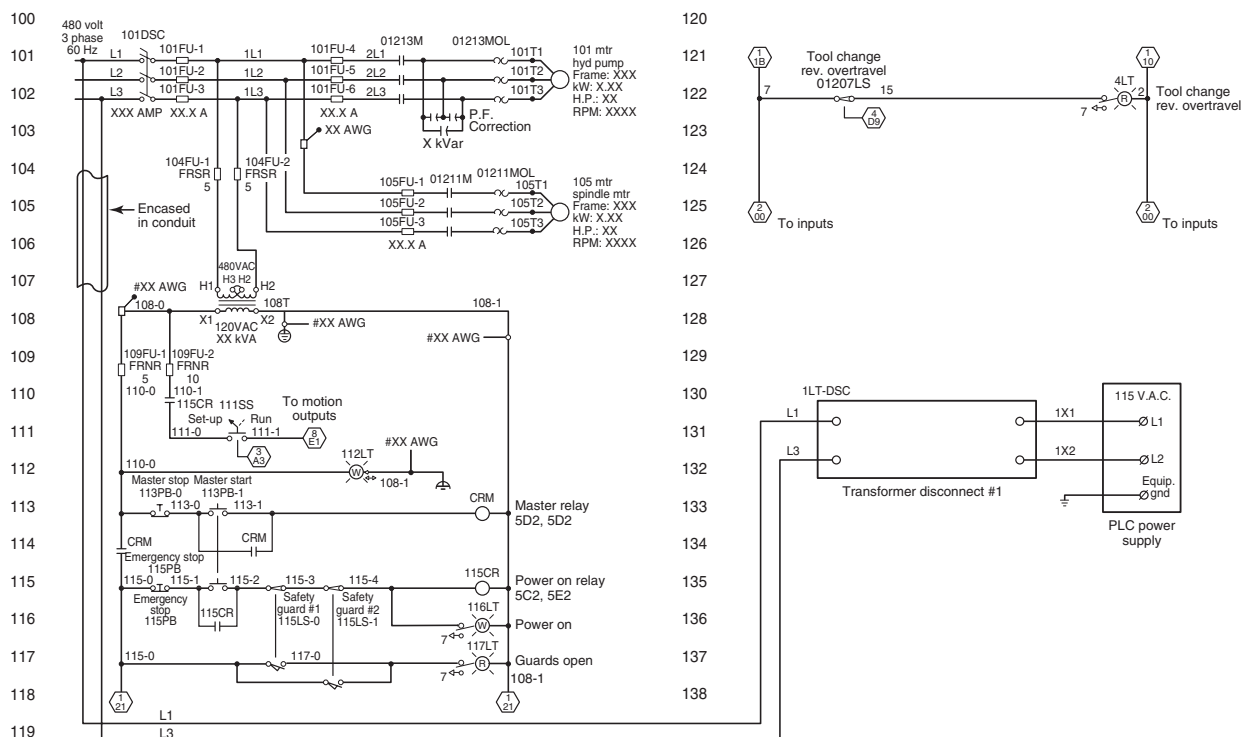 100
480 volt
3 phase
60 Hz
101DSC
101
L1
101FU-1
1L1
101FU-4
2L1
01213M
01213MOL
101T1
L2
101FU-2
1L2
101FU-5
2L2
101T2
102
L3
101FU-3
1L3
101FU-6
2L3
101T3
XXX AMP
XX.X A
XX.X A
101 mtr
hyd pump
Frame: XXX
kW: X.XX
H.P.: XX
RPM: XXXX
103
XX AWG
P.F.
Correction
X kVar
104
104FU-1
FRSR
5
104FU-2
FRSR
5
105FU-1
01211M
01211MOL
105T1
105
Encased
in conduit
105FU-2
105T2
105FU-3
105T3
XX.X A
105 mtr
spindle mtr
Frame: XXX
kW: X.XX
H.P.: XX
RPM: XXXX
106
107
480VAC
H1
H3 H2
H2
#XX AWG
108-0
108T
108-1
108
X1
X2
120VAC
XX kVA
#XX AWG
#XX AWG
109
109FU-1
FRNR
5
109FU-2
FRNR
10
110
110-0
110-1
115CR
111SS
To motion
outputs
Set-up
Run
111
111-0
111-1
8
E1
3
A3
#XX AWG
112
110-0
112LT
W
108-1
Master stop
113PB-0
Master start
113PB-1
113
113-0
113-1
CRM
Master relay
5D2, 5D2
114
CRM
CRM
Emergency stop
115PB
115
115-0
115-1
115-2
115-3
115-4
115CR
Power on relay
5C2, 5E2
Emergency
stop
115PB
115CR
Safety
guard #1
115LS-0
Safety
guard #2
115LS-1
116
116LT
W
7
Power on
117
115-0
117-0
117LT
R
7
Guards open
108-1
118
1
21
1
21
L1
119
L3
120
121
1
1B
Tool change
rev. overtravel
01207LS
1
10
122
7
15
4LT
R
2
7
Tool change
rev. overtravel
4
D9
123
124
125
2
00
To inputs
2
00
To inputs
126
127
128
129
130
1LT-DSC
115 V.A.C.
131
L1
1X1
L1
132
L3
1X2
L2
Transformer disconnect #1
Equip.
gnd
133
PLC power
supply
134
135
136
137
138